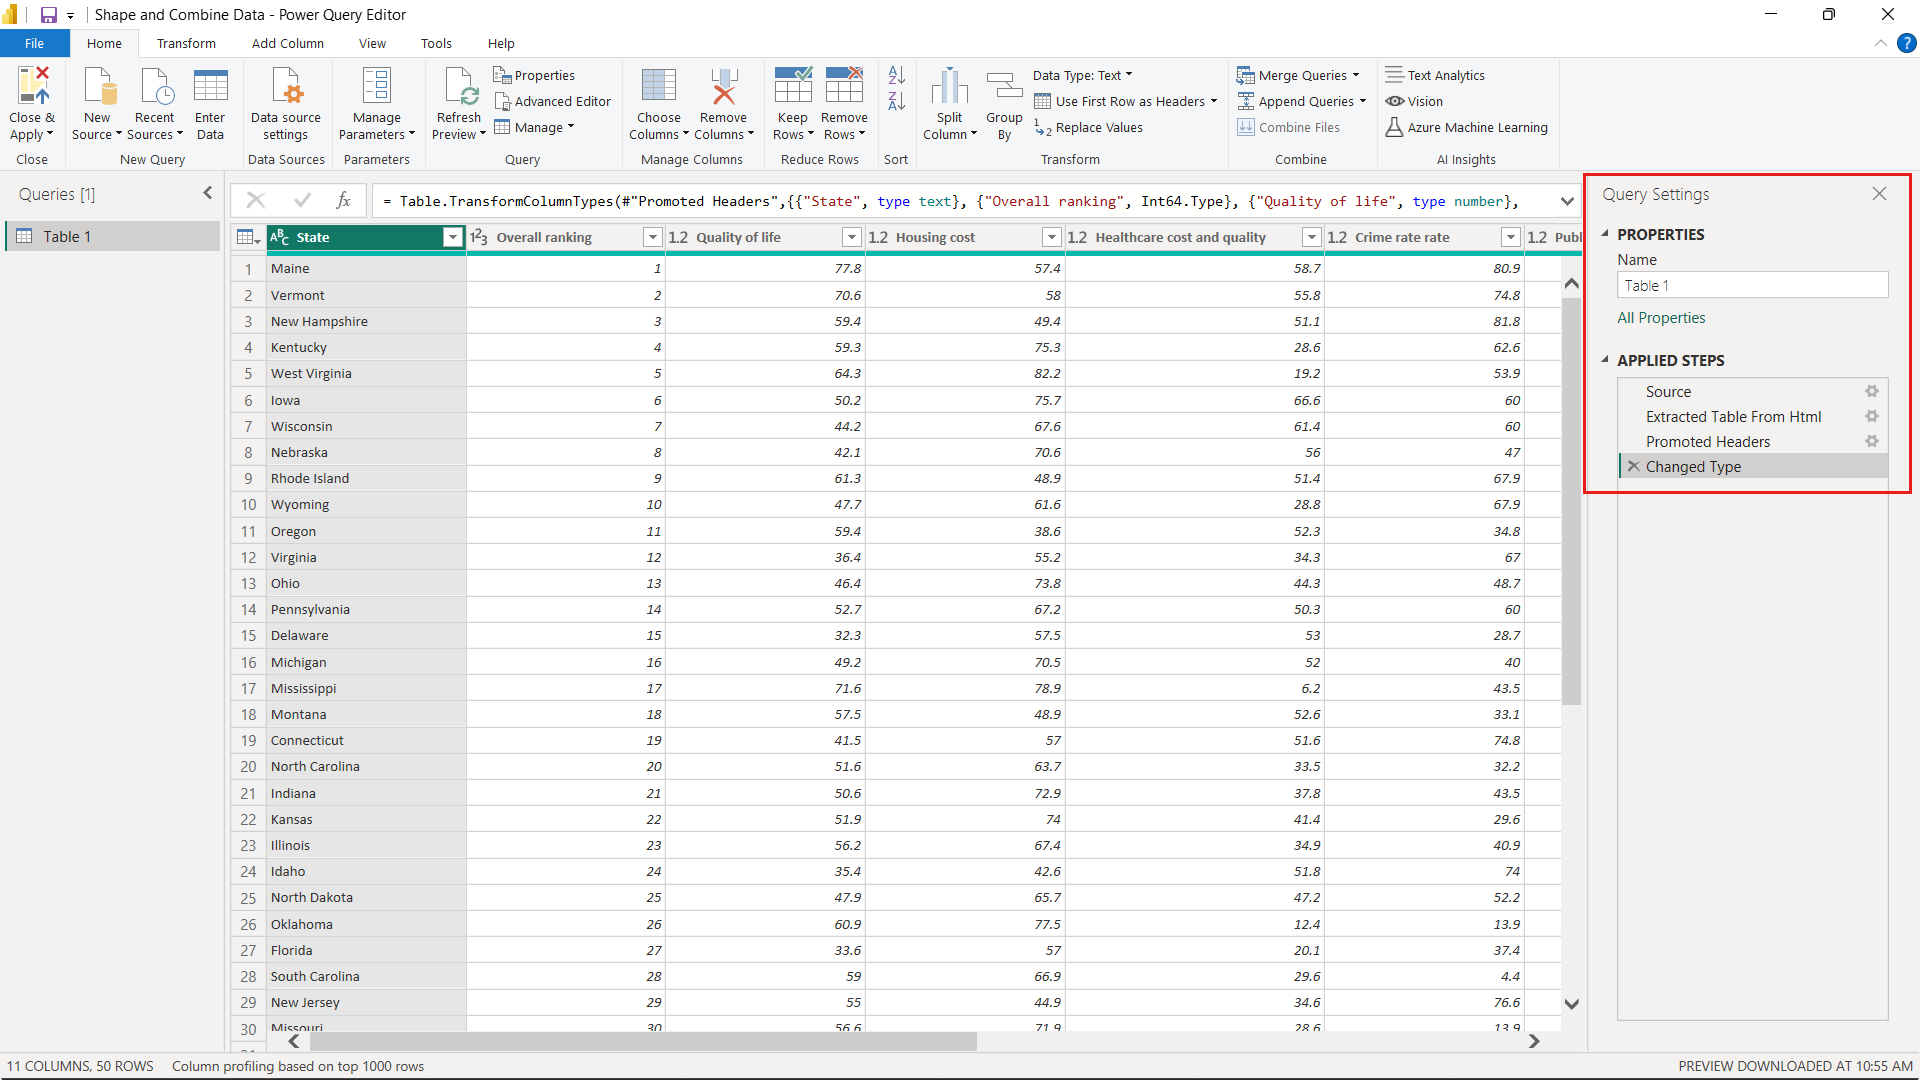 Shape and Combine Data - Power Query Editor
File Home Transform Add Column View Tools Help
Close & Apply
Close
New Source
Recent Sources
Enter Data
New Query
Data source settings
Data Sources
Manage Parameters
Parameters
Refresh Preview
Properties
Advanced Editor
Manage
Query
Choose Columns
Remove Columns
Manage Columns
Keep Rows
Remove Rows
Reduce Rows
A Z
Z A
Sort
Split Column
Group By
Data Type: Text
Use First Row as Headers
1 2 Replace Values
Transform
Merge Queries
Append Queries
Combine Files
Combine
Text Analytics
Vision
Azure Machine Learning
AI Insights
Queries [1]
Table 1
fx = Table.TransformColumnTypes(#"Promoted Headers",{{"State", type text}, {"Overall ranking", Int64.Type}, {"Quality of life", type number},
ABC State 123 Overall ranking 1.2 Quality of life 1.2 Housing cost 1.2 Healthcare cost and quality 1.2 Crime rate rate 1.2 Publ
1 Maine 1 77.8 57.4 58.7 80.9
2 Vermont 2 70.6 58 55.8 74.8
3 New Hampshire 3 59.4 49.4 51.1 81.8
4 Kentucky 4 59.3 75.3 28.6 62.6
5 West Virginia 5 64.3 82.2 19.2 53.9
6 Iowa 6 50.2 75.7 66.6 60
7 Wisconsin 7 44.2 67.6 61.4 60
8 Nebraska 8 42.1 70.6 56 47
9 Rhode Island 9 61.3 48.9 51.4 67.9
10 Wyoming 10 47.7 61.6 28.8 67.9
11 Oregon 11 59.4 38.6 52.3 34.8
12 Virginia 12 36.4 55.2 34.3 67
13 Ohio 13 46.4 73.8 44.3 48.7
14 Pennsylvania 14 52.7 67.2 50.3 60
15 Delaware 15 32.3 57.5 53 28.7
16 Michigan 16 49.2 70.5 52 40
17 Mississippi 17 71.6 78.9 6.2 43.5
18 Montana 18 57.5 48.9 52.6 33.1
19 Connecticut 19 41.5 57 51.6 74.8
20 North Carolina 20 51.6 63.7 33.5 32.2
21 Indiana 21 50.6 72.9 37.8 43.5
22 Kansas 22 51.9 74 41.4 29.6
23 Illinois 23 56.2 67.4 34.9 40.9
24 Idaho 24 35.4 42.6 51.8 74
25 North Dakota 25 47.9 65.7 47.2 52.2
26 Oklahoma 26 60.9 77.5 12.4 13.9
27 Florida 27 33.6 57 20.1 37.4
28 South Carolina 28 59 66.9 29.6 4.4
29 New Jersey 29 55 44.9 34.6 76.6
30 Missouri 30 56.6 71.9 28.6 13.9
Query Settings
PROPERTIES
Name
Table 1
All Properties
APPLIED STEPS
Source
Extracted Table From Html
Promoted Headers
Changed Type
11 COLUMNS, 50 ROWS Column profiling based on top 1000 rows PREVIEW DOWNLOADED AT 10:55 AM